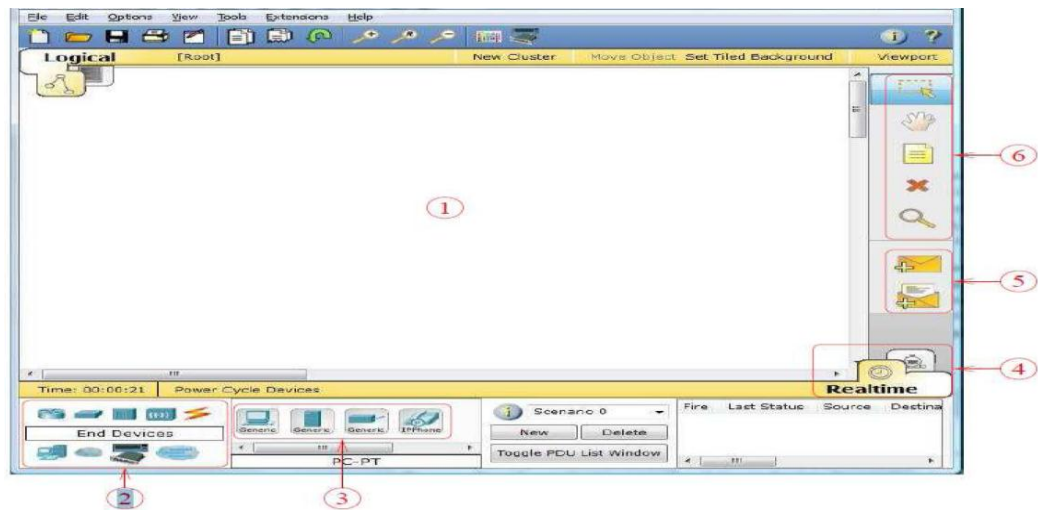 File Edit Options View Tools Extensions Help
Logical [Root] New Cluster Move Object Set Tiled Background Viewport
6
1
5
4
Time: 00:06:21 Power Cycle Devices Realtime
End Devices
Generic Generic Generic IPPhone
PC-PT
Scenario 0
New Delete
Toggle PDU List Window
Fire Last Status Source Destina
2 3